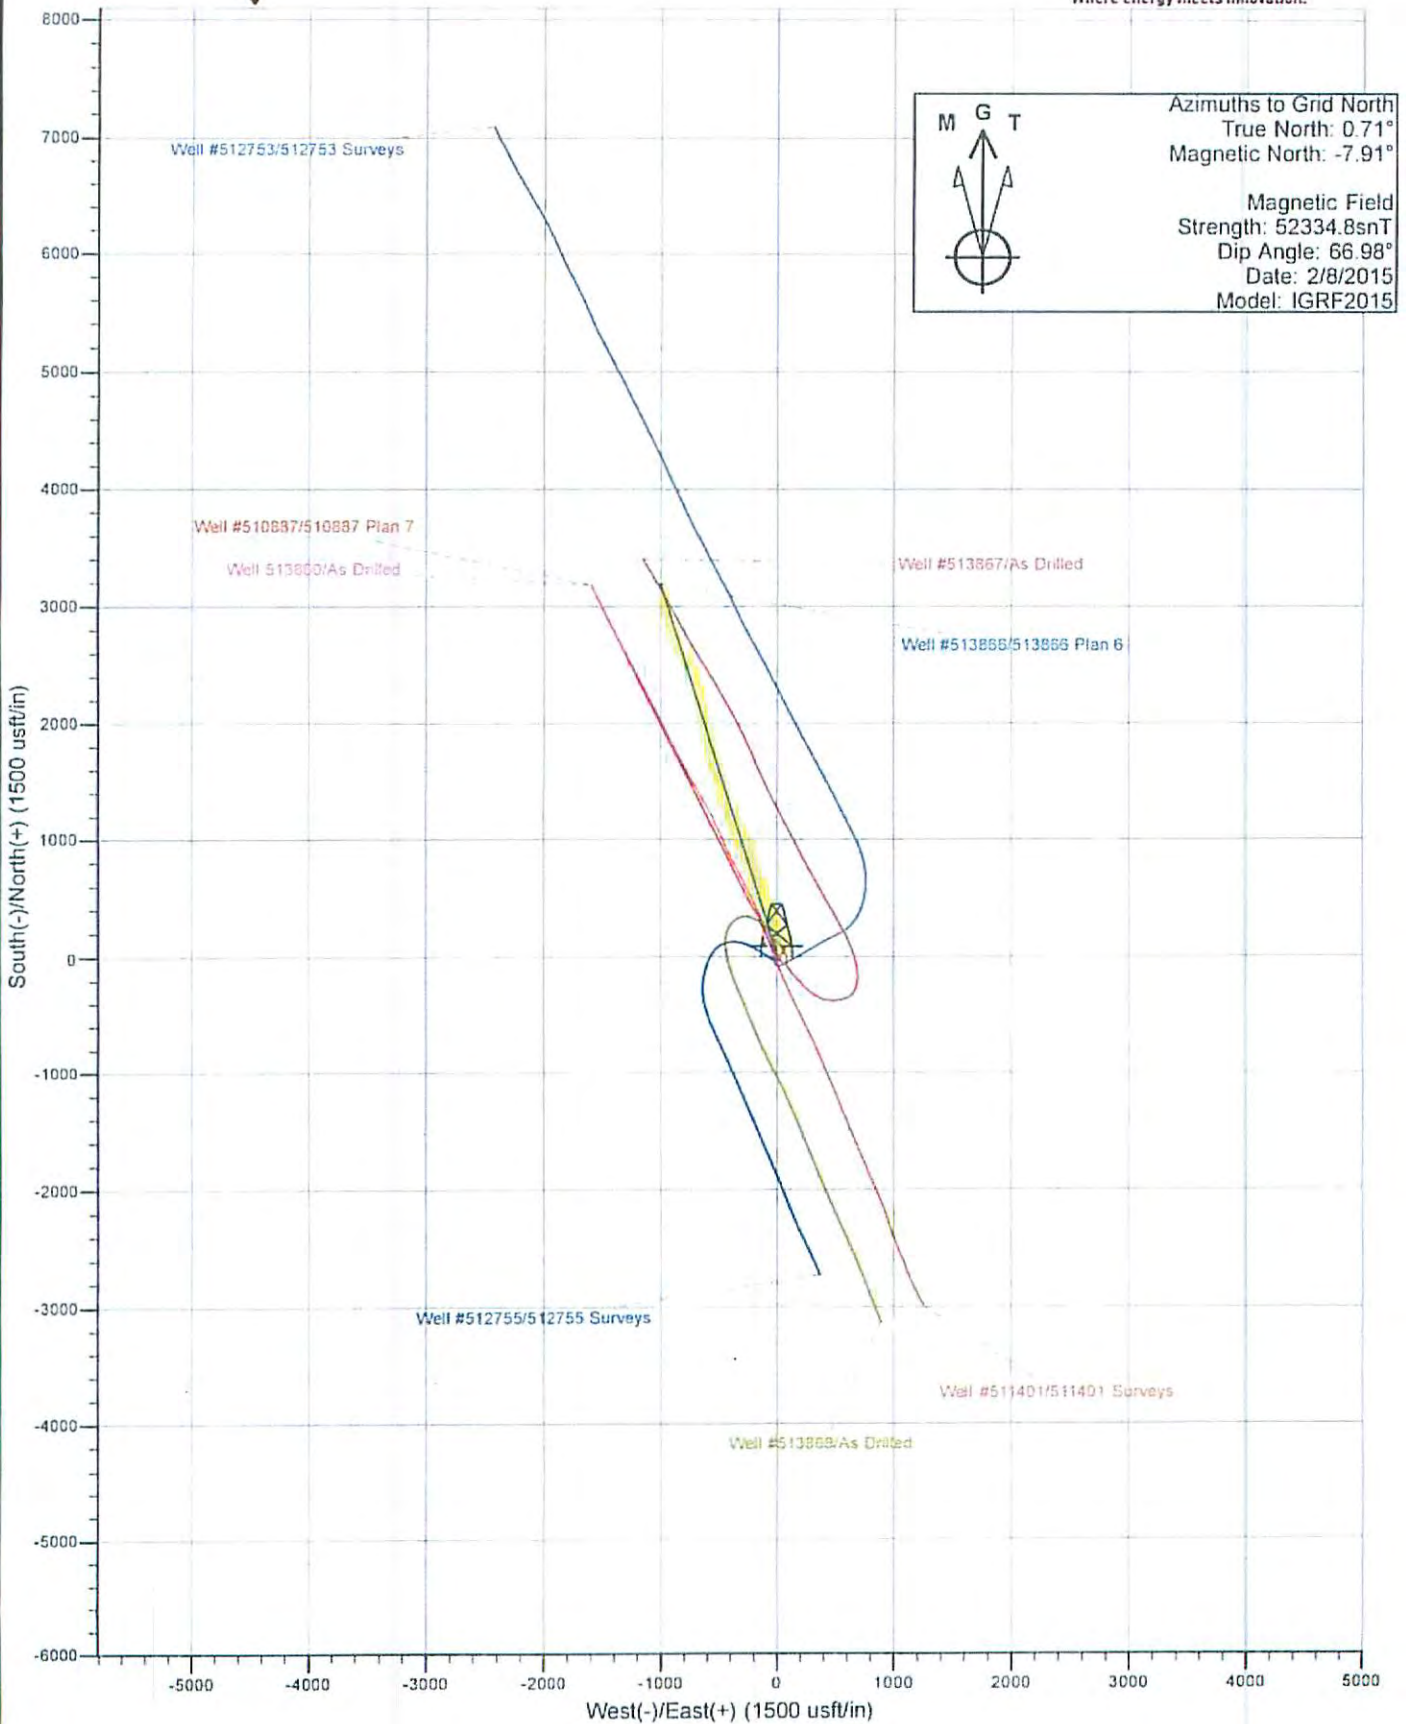 Where energy meets innovation.
8000
7000
6000
5000
4000
3000
2000
1000
0
-1000
-2000
-3000
-4000
-5000
-6000
South(-)/North(+) (1500 usft/in)
M G T
Azimuths to Grid North
True North: 0.71°
Magnetic North: -7.91°
Magnetic Field
Strength: 52334.8snT
Dip Angle: 66.98°
Date: 2/8/2015
Model: IGRF2015
Well #512753/512753 Surveys
Well #510887/510887 Plan 7
Well 513860/As Drilled
Well #513867/As Drilled
Well #513866/513866 Plan 6
Well #512755/512755 Surveys
Well #511401/511401 Surveys
Well #513868/As Drilled
-5000 -4000 -3000 -2000 -1000 0 1000 2000 3000 4000 5000
West(-)/East(+) (1500 usft/in)